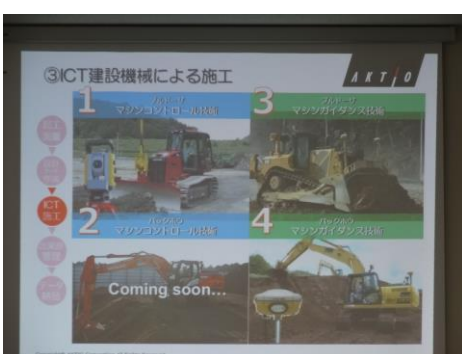 ③ICT建設機械による施工
AKTIO
1
ブルドーザ
マシンコントロール技術
3
ブルドーザ
マシンガイダンス技術
ICT
施工
2
バックホウ
マシンコントロール技術
4
バックホウ
マシンガイダンス技術
Coming soon...